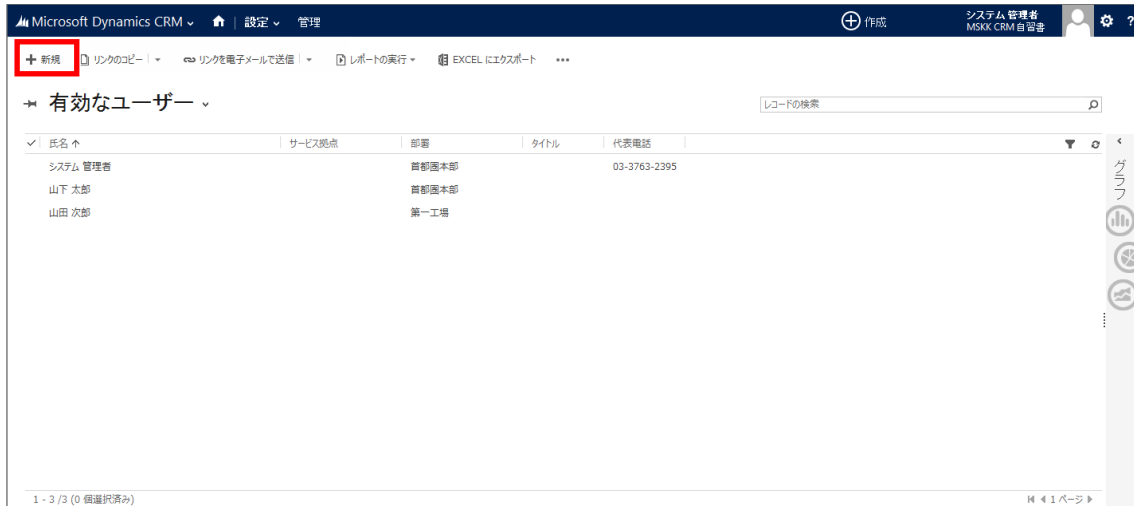 Microsoft Dynamics CRM 設定 管理 作成 システム 管理者
MSKK CRM 自習書 ?
新規 リンクのコピー リンクを電子メールで送信 レポートの実行 EXCEL にエクスポート •••
有効なユーザー レコードの検索
氏名 サービス拠点 部署 タイトル 代表電話
システム 管理者 首都圏本部 03-3763-2395
山下 太郎 首都圏本部
山田 次郎 第一工場
グラフ
1 - 3 /3 (0 個選択済み) 1 ページ